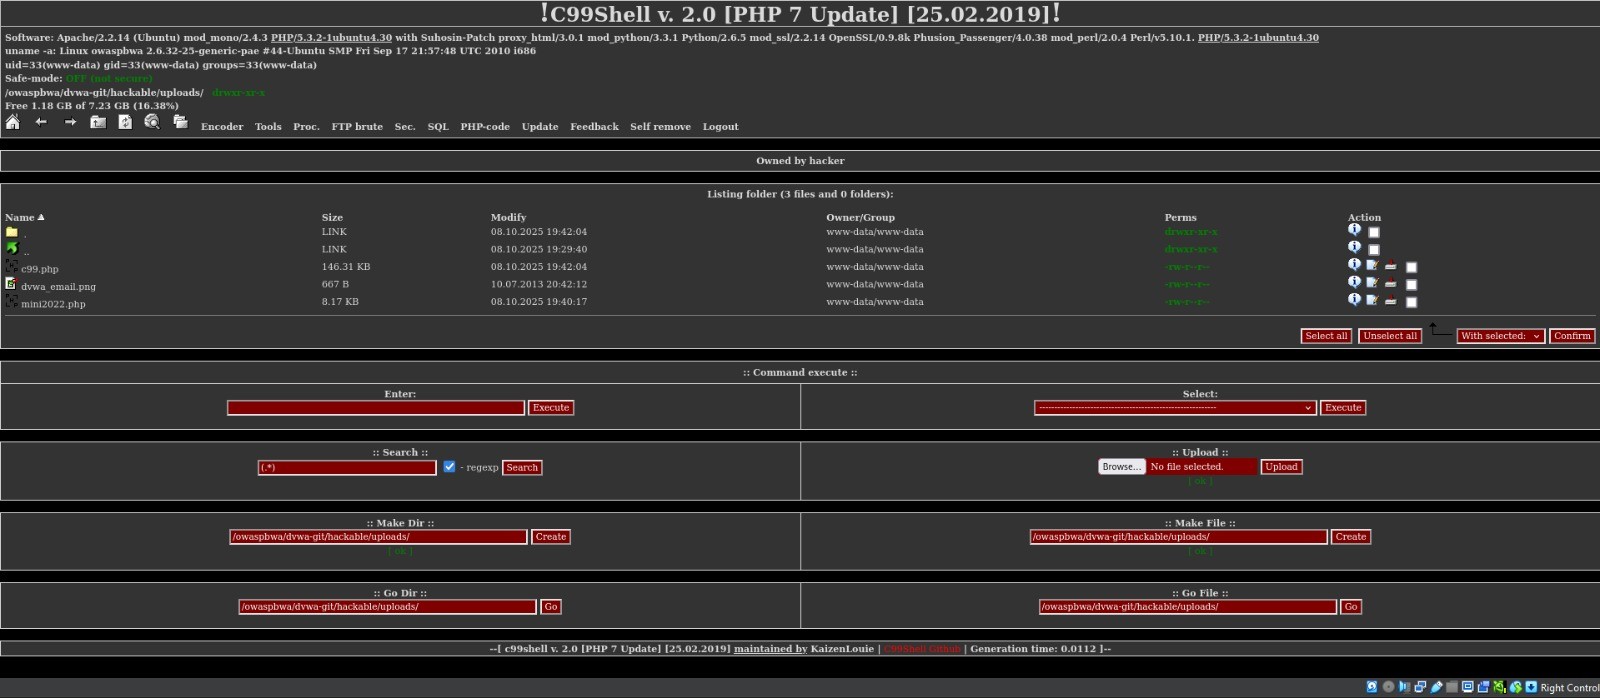 !C99Shell v. 2.0 [PHP 7 Update] [25.02.2019]!
Software: Apache/2.2.14 (Ubuntu) mod_mono/2.4.3 PHP/5.3.2-1ubuntu4.30 with Suhosin-Patch proxy_html/3.0.1 mod_python/3.3.1 Python/2.6.5 mod_ssl/2.2.14 OpenSSL/0.9.8k Phusion_Passenger/4.0.38 mod_perl/2.0.4 Perl/v5.10.1. PHP/5.3.2-1ubuntu4.30
uname -a: Linux owaspbwa 2.6.32-25-generic-pae #44-Ubuntu SMP Fri Sep 17 21:57:48 UTC 2010 i686
uid=33(www-data) gid=33(www-data) groups=33(www-data)
Safe-mode: OFF (not secure)
/owaspbwa/dvwa-git/hackable/uploads/ drwxr-xr-x
Free 1.18 GB of 7.23 GB (16.38%)
Encoder Tools Proc. FTP brute Sec. SQL PHP-code Update Feedback Self remove Logout
Owned by hacker
Listing folder (3 files and 0 folders):
Name Size Modify Owner/Group Perms Action
. LINK 08.10.2025 19:42:04 www-data/www-data drwxr-xr-x
.. LINK 08.10.2025 19:29:40 www-data/www-data drwxr-xr-x
c99.php 146.31 KB 08.10.2025 19:42:04 www-data/www-data -rw-r--r--
dvwa_email.png 667 B 10.07.2013 20:42:12 www-data/www-data -rw-r--r--
mini2022.php 8.17 KB 08.10.2025 19:40:17 www-data/www-data -rw-r--r--
Select all Unselect all With selected: Confirm
:: Command execute ::
Enter: Select:
Execute Execute
:: Search :: :: Upload ::
(.*) - regexp Search Browse... No file selected. Upload
[ ok ]
:: Make Dir :: :: Make File ::
/owaspbwa/dvwa-git/hackable/uploads/ Create /owaspbwa/dvwa-git/hackable/uploads/ Create
[ ok ] [ ok ]
:: Go Dir :: :: Go File ::
/owaspbwa/dvwa-git/hackable/uploads/ Go /owaspbwa/dvwa-git/hackable/uploads/ Go
--[ c99shell v. 2.0 [PHP 7 Update] [25.02.2019] maintained by KaizenLouie | C99Shell Github | Generation time: 0.0112 ]--
Right Control